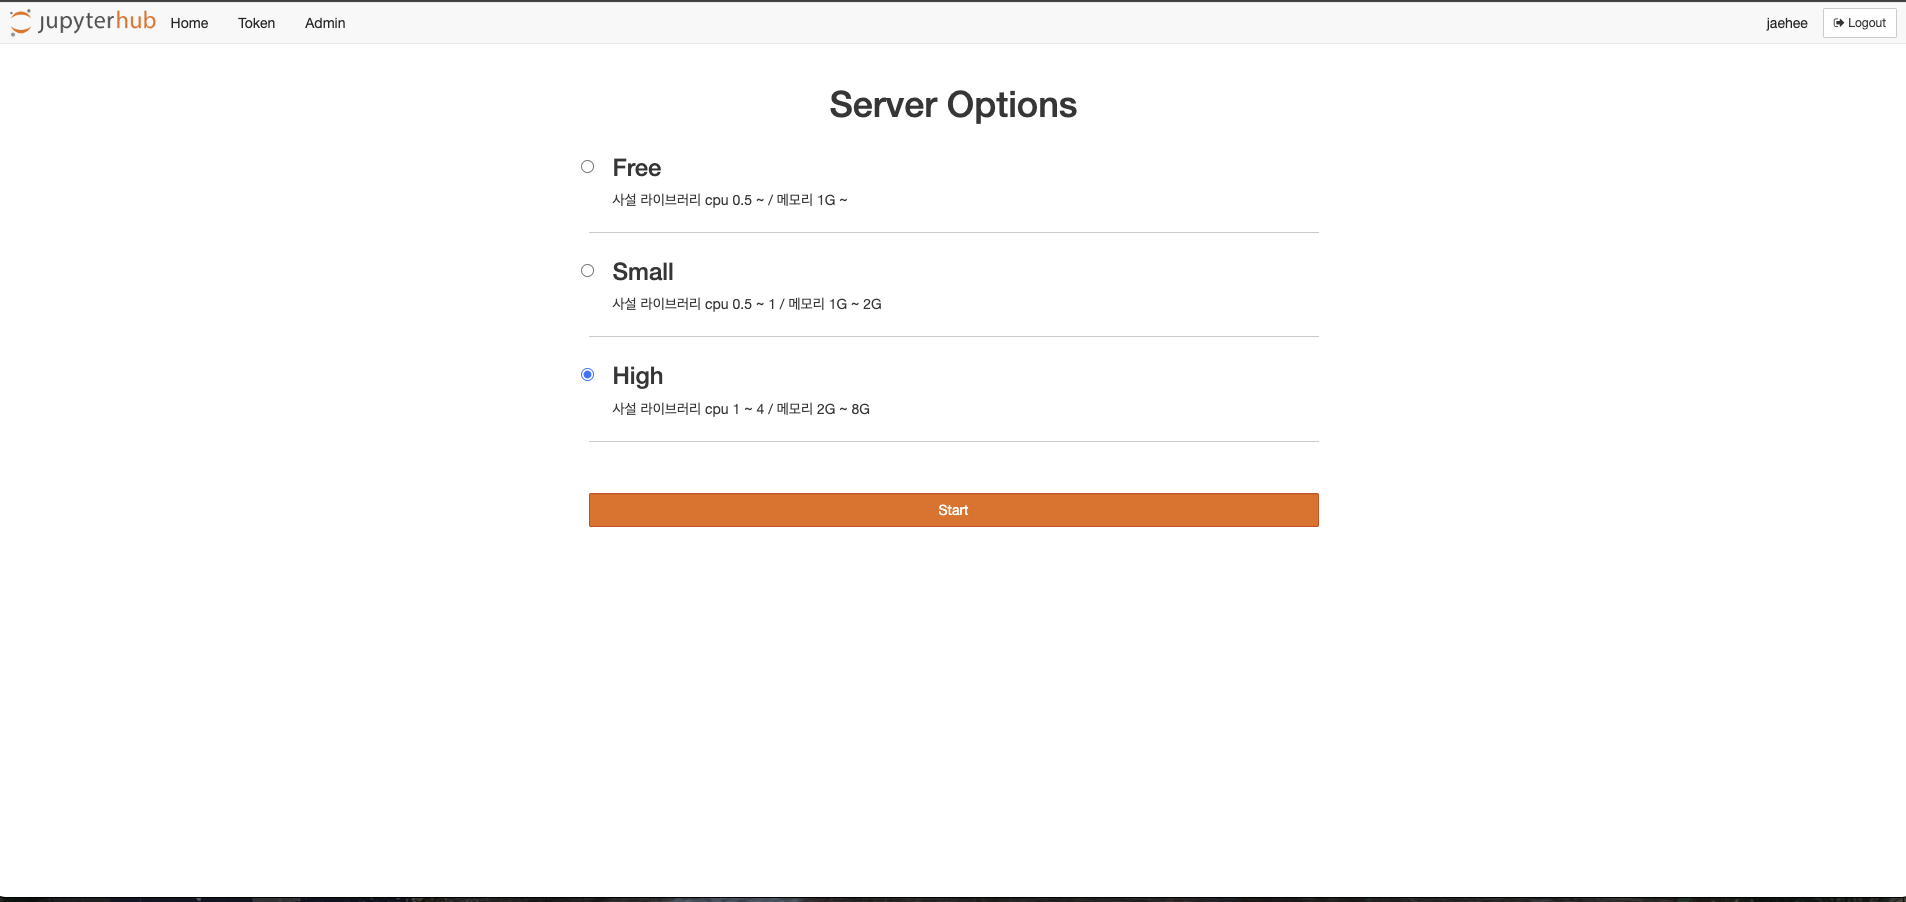 jupyterhub Home Token Admin jaehee Logout
Server Options
Free
사설 라이브러리 cpu 0.5 ~ / 메모리 1G ~
Small
사설 라이브러리 cpu 0.5 ~ 1 / 메모리 1G ~ 2G
High
사설 라이브러리 cpu 1 ~ 4 / 메모리 2G ~ 8G
Start